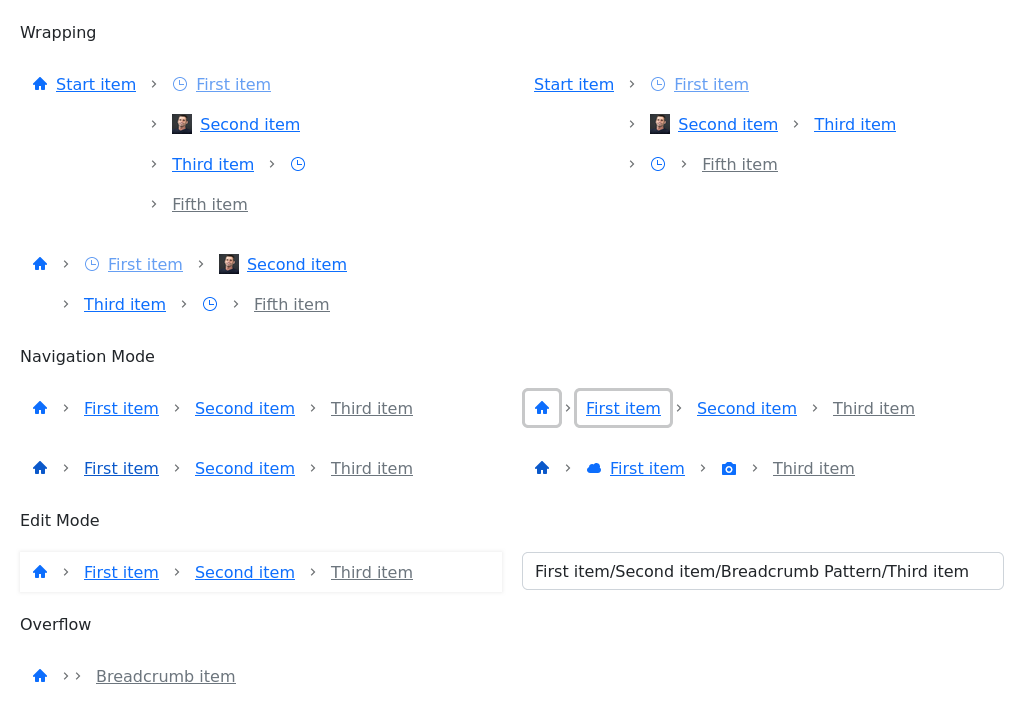 Wrapping
Start item > First item
> Second item
> Third item >
> Fifth item
Start item > First item
> Second item > Third item
> > Fifth item
> First item > Second item
> Third item > > Fifth item
Navigation Mode
> First item > Second item > Third item
> First item > Second item > Third item
> First item > Second item > Third item
> First item > > Third item
Edit Mode
> First item > Second item > Third item
First item/Second item/Breadcrumb Pattern/Third item
Overflow
> > Breadcrumb item